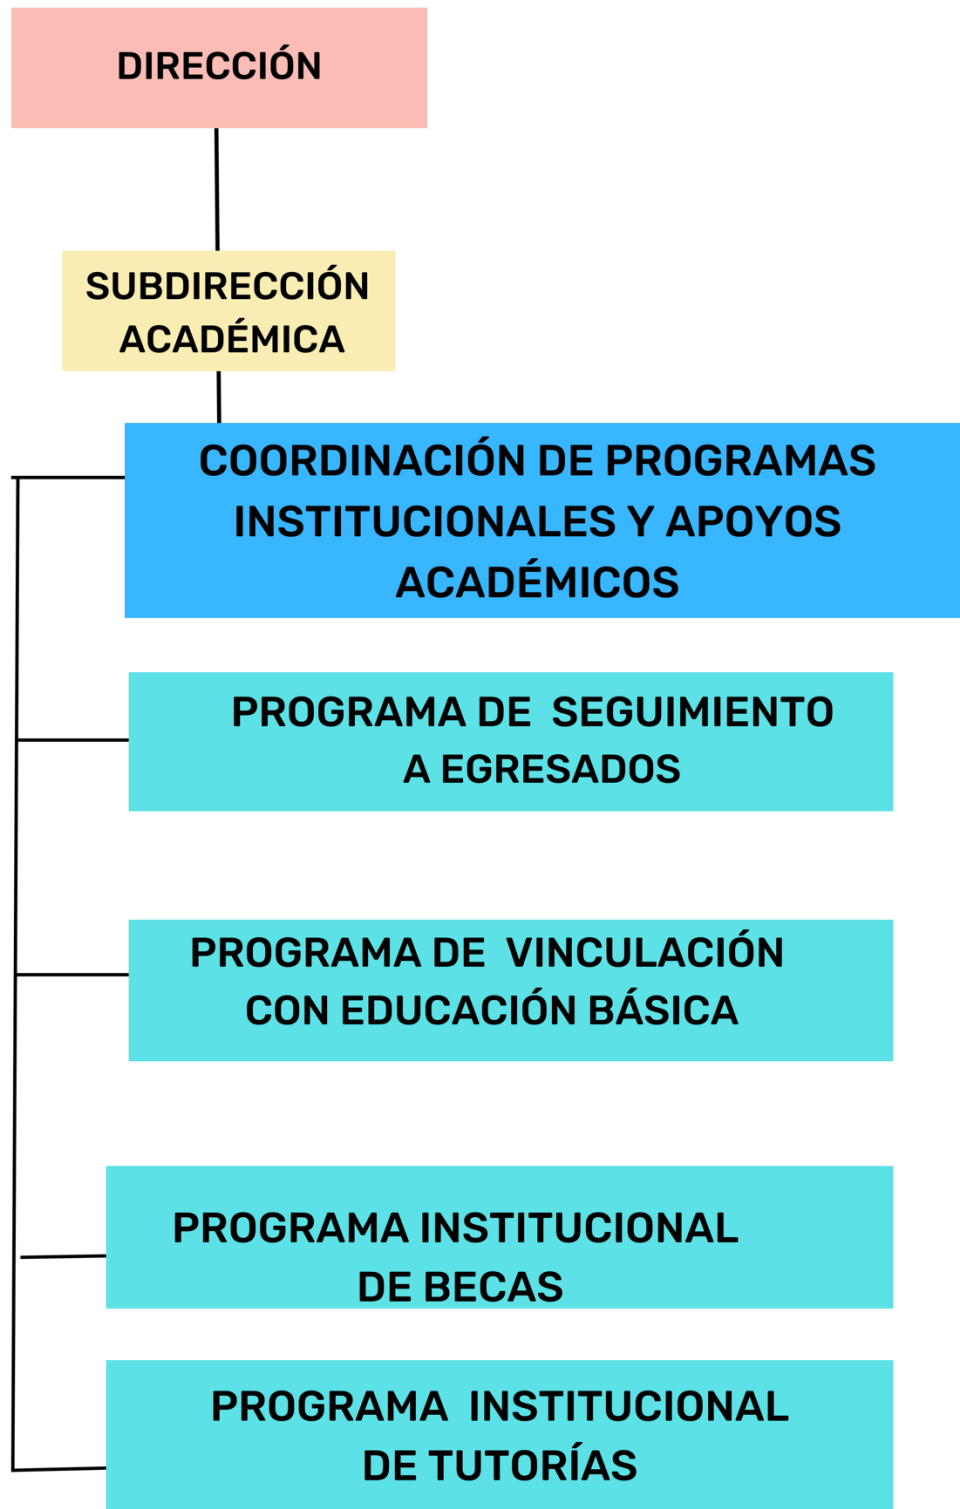 DIRECCIÓN
SUBDIRECCIÓN
ACADÉMICA
COORDINACIÓN DE PROGRAMAS
INSTITUCIONALES Y APOYOS
ACADÉMICOS
PROGRAMA DE SEGUIMIENTO
A EGRESADOS
PROGRAMA DE VINCULACIÓN
CON EDUCACIÓN BÁSICA
PROGRAMA INSTITUCIONAL
DE BECAS
PROGRAMA INSTITUCIONAL
DE TUTORÍAS